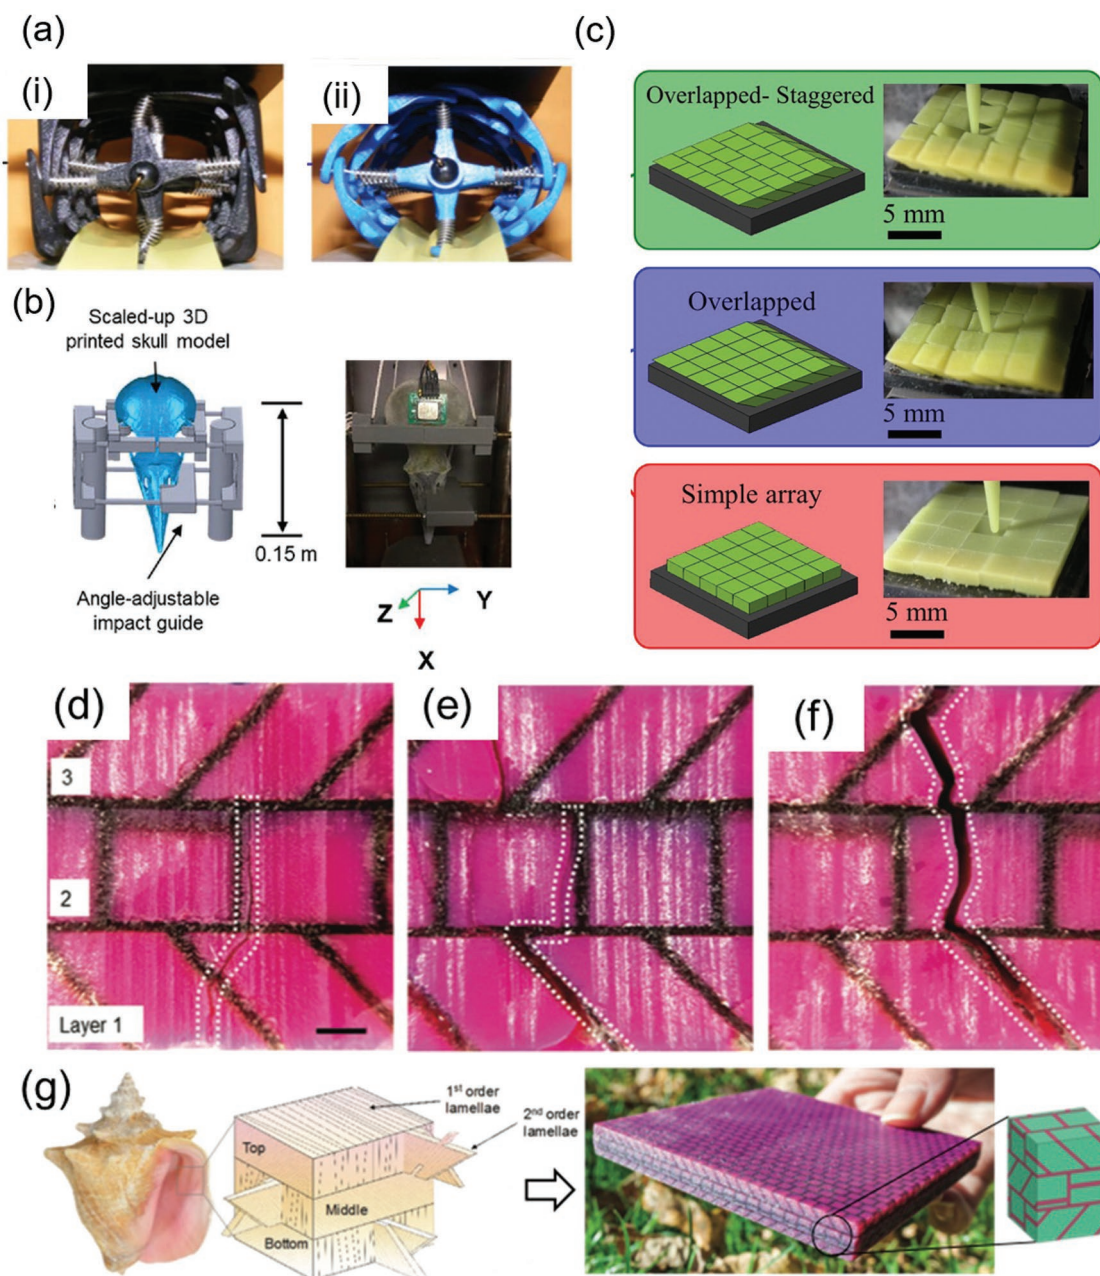 (a)
(i)
(ii)
(b)
Scaled-up 3D
printed skull model
0.15 m
Angle-adjustable
impact guide
Z
Y
X
(c)
Overlapped- Staggered
5 mm
Overlapped
5 mm
Simple array
5 mm
(d)
3
2
Layer 1
(e)
(f)
(g)
1st order
lamellae
2nd order
lamellae
Top
Middle
Bottom